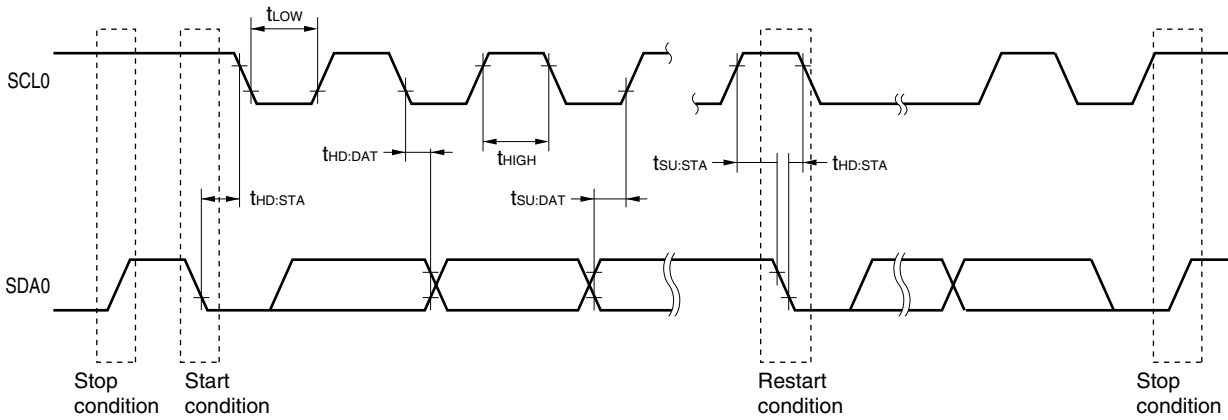 tLOW
SCL0
tHD:DAT
tHIGH
tSU:STA
tHD:STA
tHD:STA
tSU:DAT
SDA0
Stop
condition
Start
condition
Restart
condition
Stop
condition